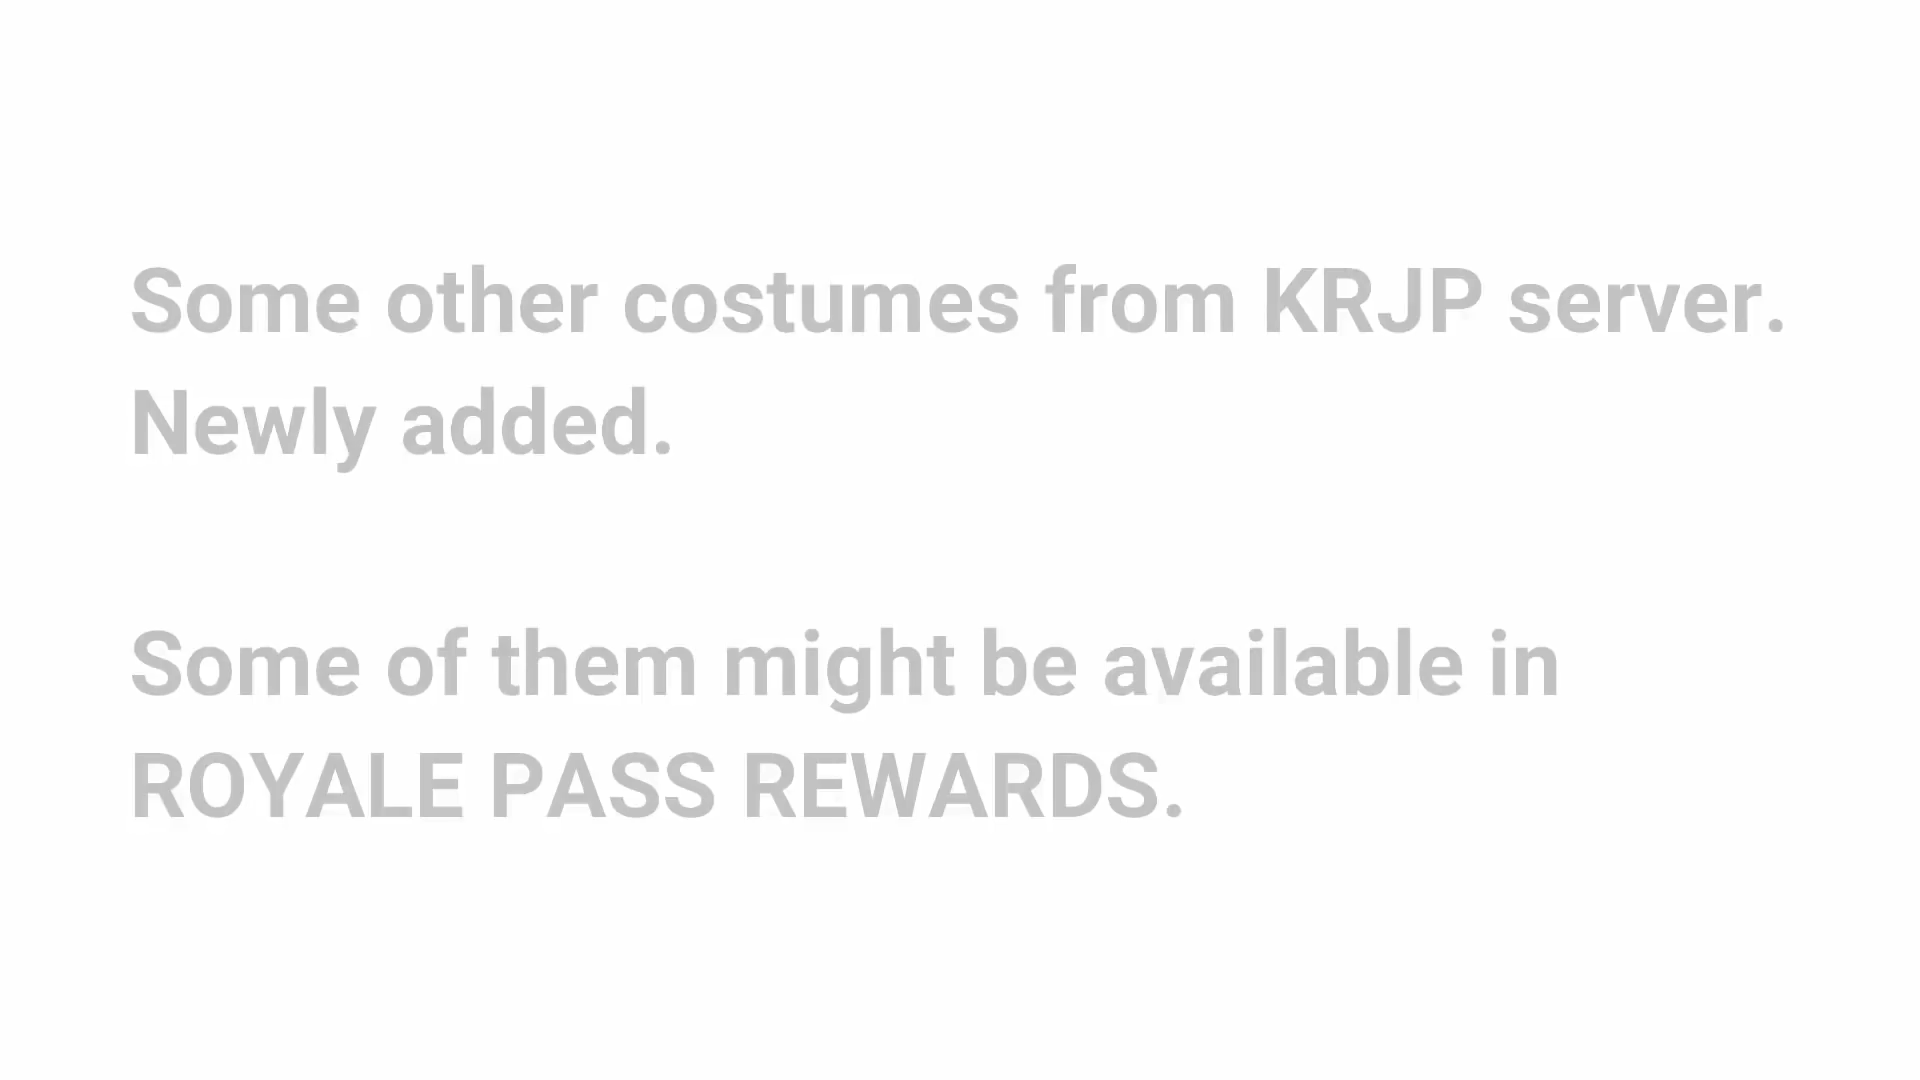 Some other costumes from KRJP server.
Newly added.
Some of them might be available in
ROYALE PASS REWARDS.